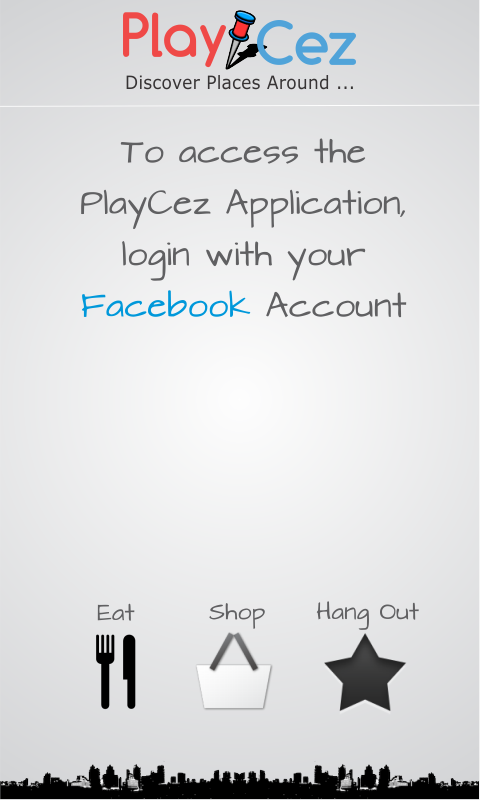 PlayCez
Discover Places Around ...
To access the
PlayCez Application,
login with your
Facebook Account
Eat Shop Hang Out